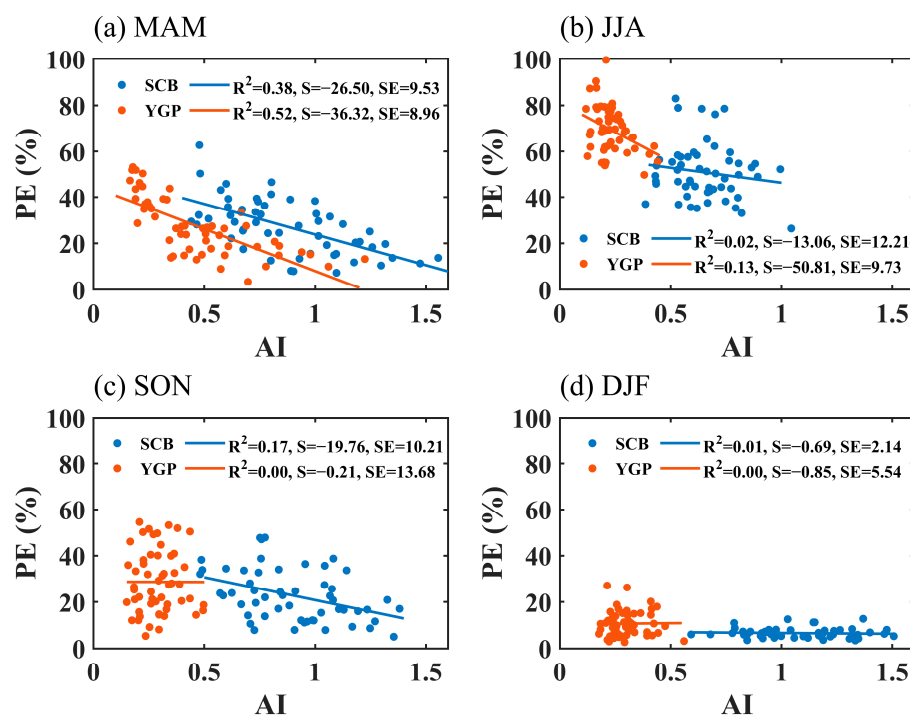 (a) MAM
100
80
60
40
20
0
PE (%)
SCB R²=0.38, S=−26.50, SE=9.53
YGP R²=0.52, S=−36.32, SE=8.96
0 0.5 1 1.5
AI
(b) JJA
100
80
60
40
20
0
PE (%)
SCB R²=0.02, S=−13.06, SE=12.21
YGP R²=0.13, S=−50.81, SE=9.73
0 0.5 1 1.5
AI
(c) SON
100
80
60
40
20
0
PE (%)
SCB R²=0.17, S=−19.76, SE=10.21
YGP R²=0.00, S=−0.21, SE=13.68
0 0.5 1 1.5
AI
(d) DJF
100
80
60
40
20
0
PE (%)
SCB R²=0.01, S=−0.69, SE=2.14
YGP R²=0.00, S=−0.85, SE=5.54
0 0.5 1 1.5
AI